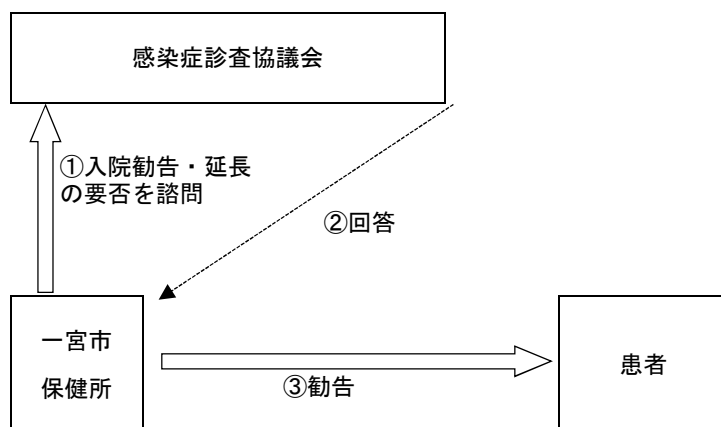 感染症診査協議会
①入院勧告・延長
の要否を諮問
②回答
一宮市
保健所
③勧告
患者